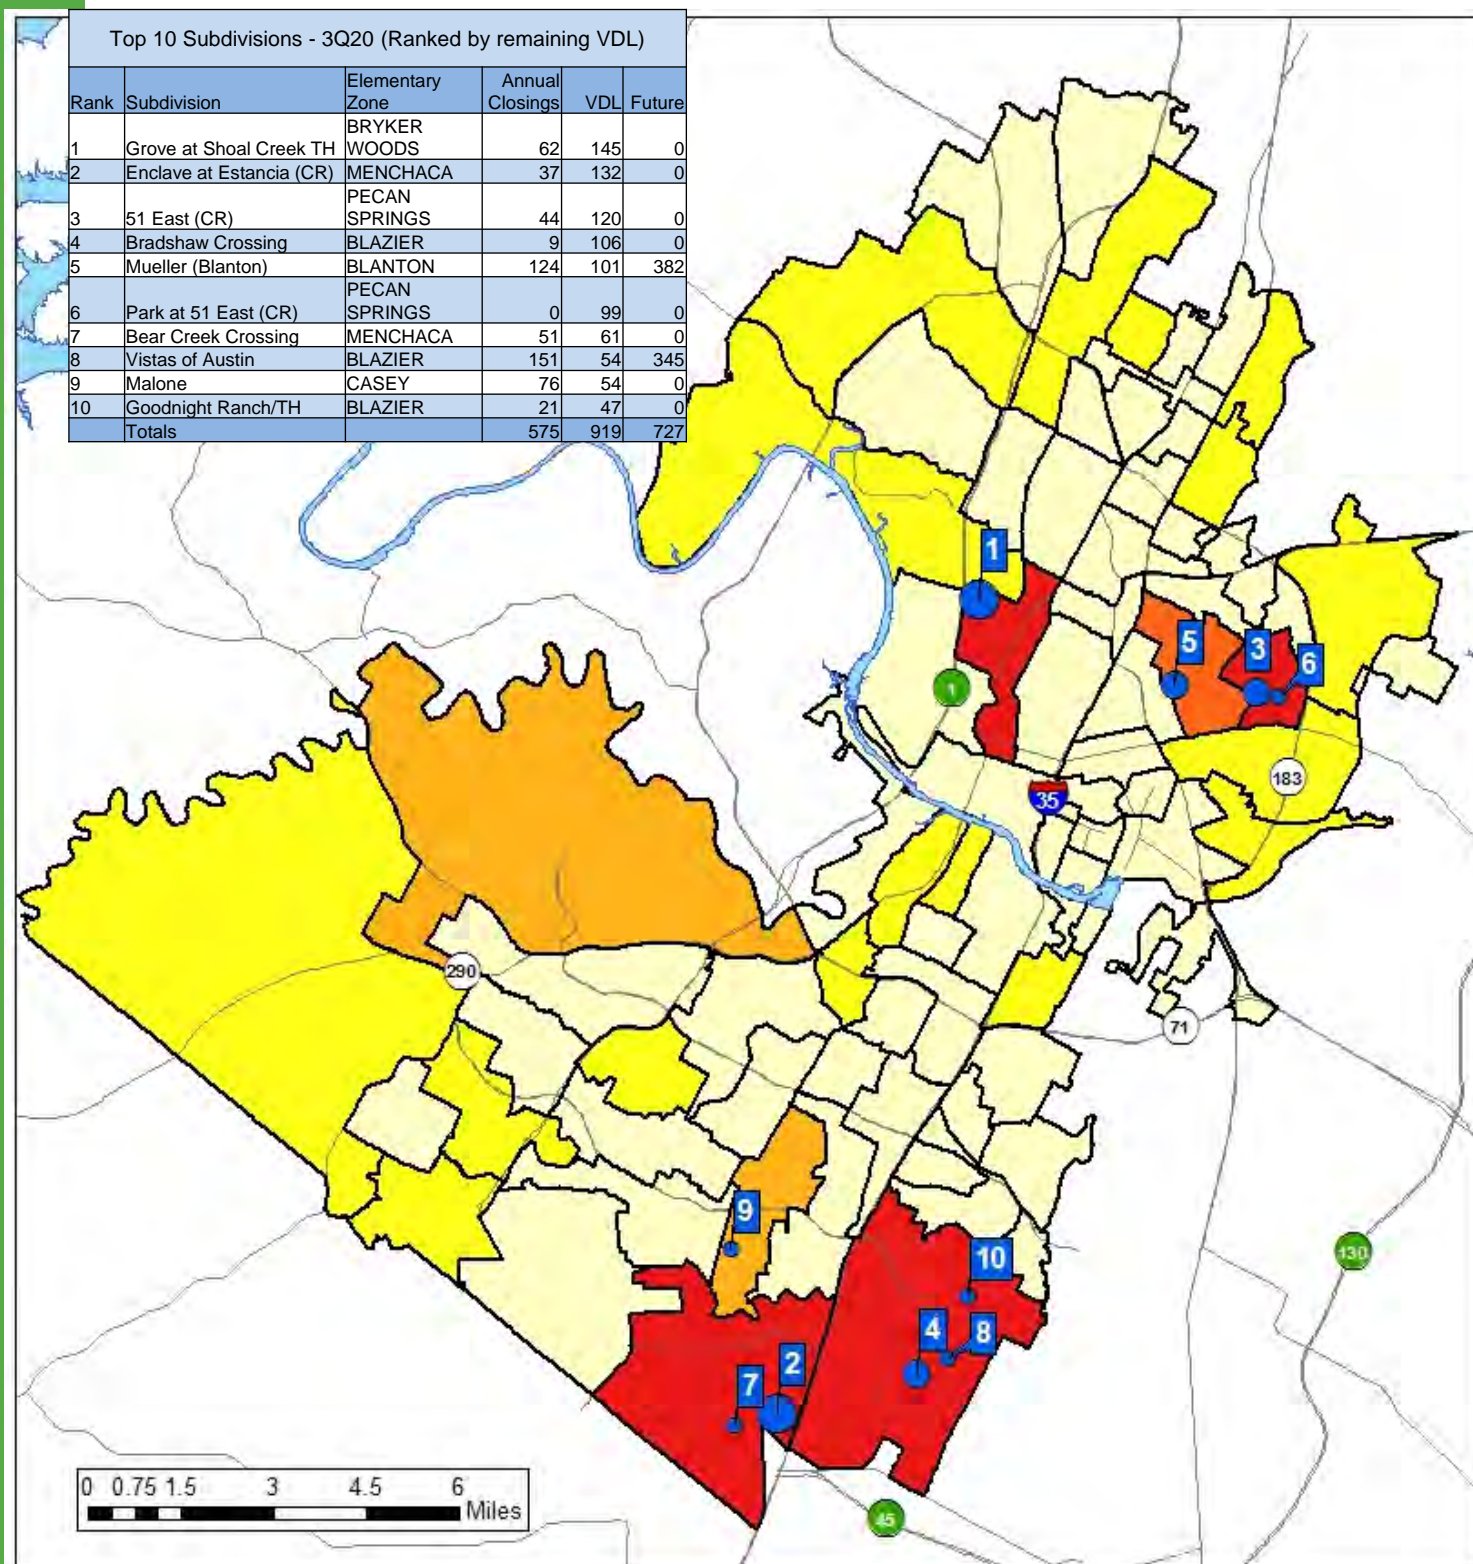 Top 10 Subdivisions - 3Q20 (Ranked by remaining VDL)
Rank Subdivision Elementary Zone Annual Closings VDL Future
1 Grove at Shoal Creek TH BRYKER WOODS 62 145 0
2 Enclave at Estancia (CR) MENCHACA 37 132 0
3 51 East (CR) PECAN SPRINGS 44 120 0
4 Bradshaw Crossing BLAZIER 9 106 0
5 Mueller (Blanton) BLANTON 124 101 382
6 Park at 51 East (CR) PECAN SPRINGS 0 99 0
7 Bear Creek Crossing MENCHACA 51 61 0
8 Vistas of Austin BLAZIER 151 54 345
9 Malone CASEY 76 54 0
10 Goodnight Ranch/TH BLAZIER 21 47 0
Totals 575 919 727
1
5
3
6
1
183
35
290
71
9
10
130
4
8
2
7
0 0.75 1.5 3 4.5 6
Miles
45